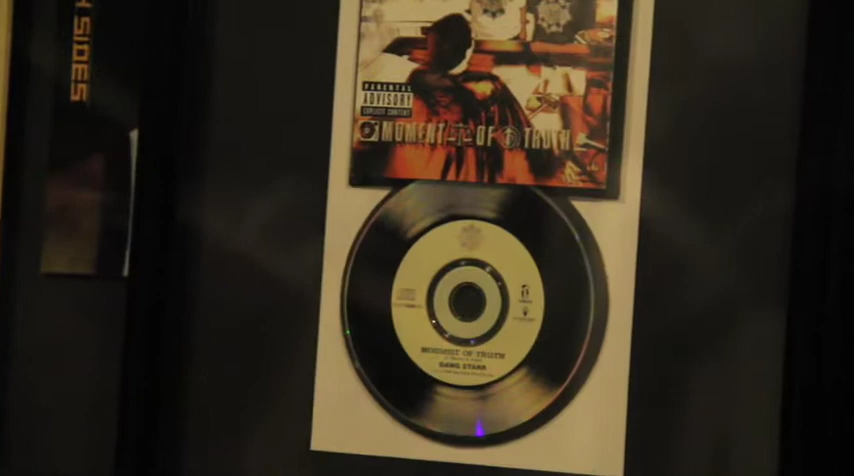 H SIDES
PARENTAL
ADVISORY
EXPLICIT CONTENT
MOMENT OF TRUTH
MOMENT OF TRUTH
GANG STARR